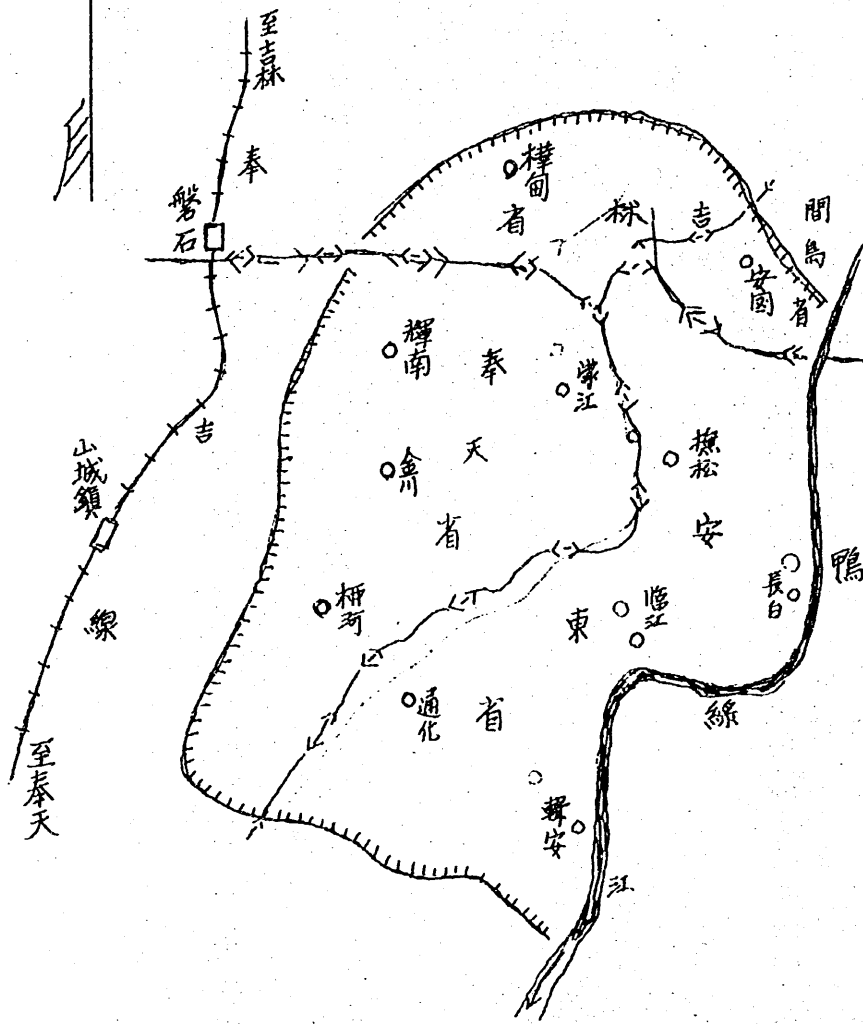 至吉林
奉
吉
線
磐石
山城鎮
至奉天
樺甸
吉
林
省
間島省
安図
輝南
濛江
奉
天
省
金川
撫松
柳河
安
東
省
臨江
長白
通化
輯安
鴨
緑
江